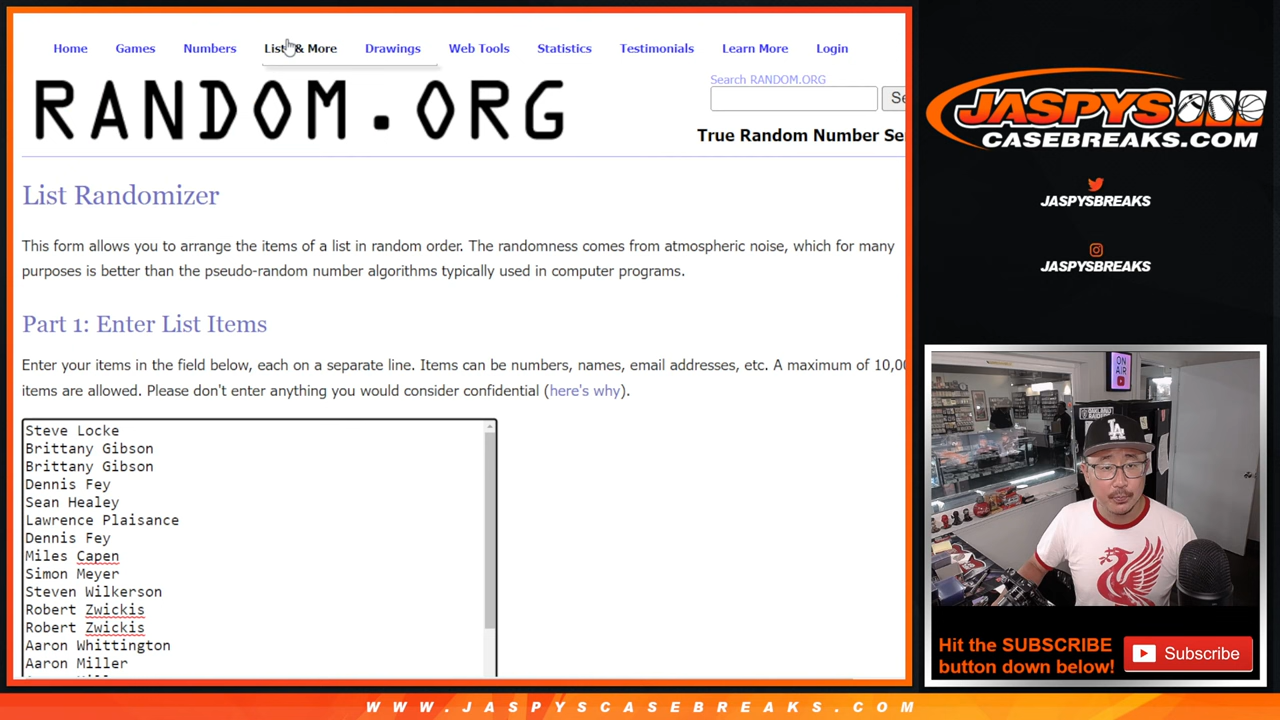 Home Games Numbers Lists & More Drawings Web Tools Statistics Testimonials Learn More Login
RANDOM.ORG
Search RANDOM.ORG
True Random Number Se
List Randomizer
This form allows you to arrange the items of a list in random order. The randomness comes from atmospheric noise, which for many
purposes is better than the pseudo-random number algorithms typically used in computer programs.
Part 1: Enter List Items
Enter your items in the field below, each on a separate line. Items can be numbers, names, email addresses, etc. A maximum of 10,00
items are allowed. Please don't enter anything you would consider confidential (here's why).
Steve Locke
Brittany Gibson
Brittany Gibson
Dennis Fey
Sean Healey
Lawrence Plaisance
Dennis Fey
Miles Capen
Simon Meyer
Steven Wilkerson
Robert Zwickis
Robert Zwickis
Aaron Whittington
Aaron Miller
JASPYS
CASEBREAKS.COM
JASPYSBREAKS
JASPYSBREAKS
ON
AIR
LA
Hit the SUBSCRIBE
button down below!
Subscribe
WWW.JASPYSCASEBREAKS.COM